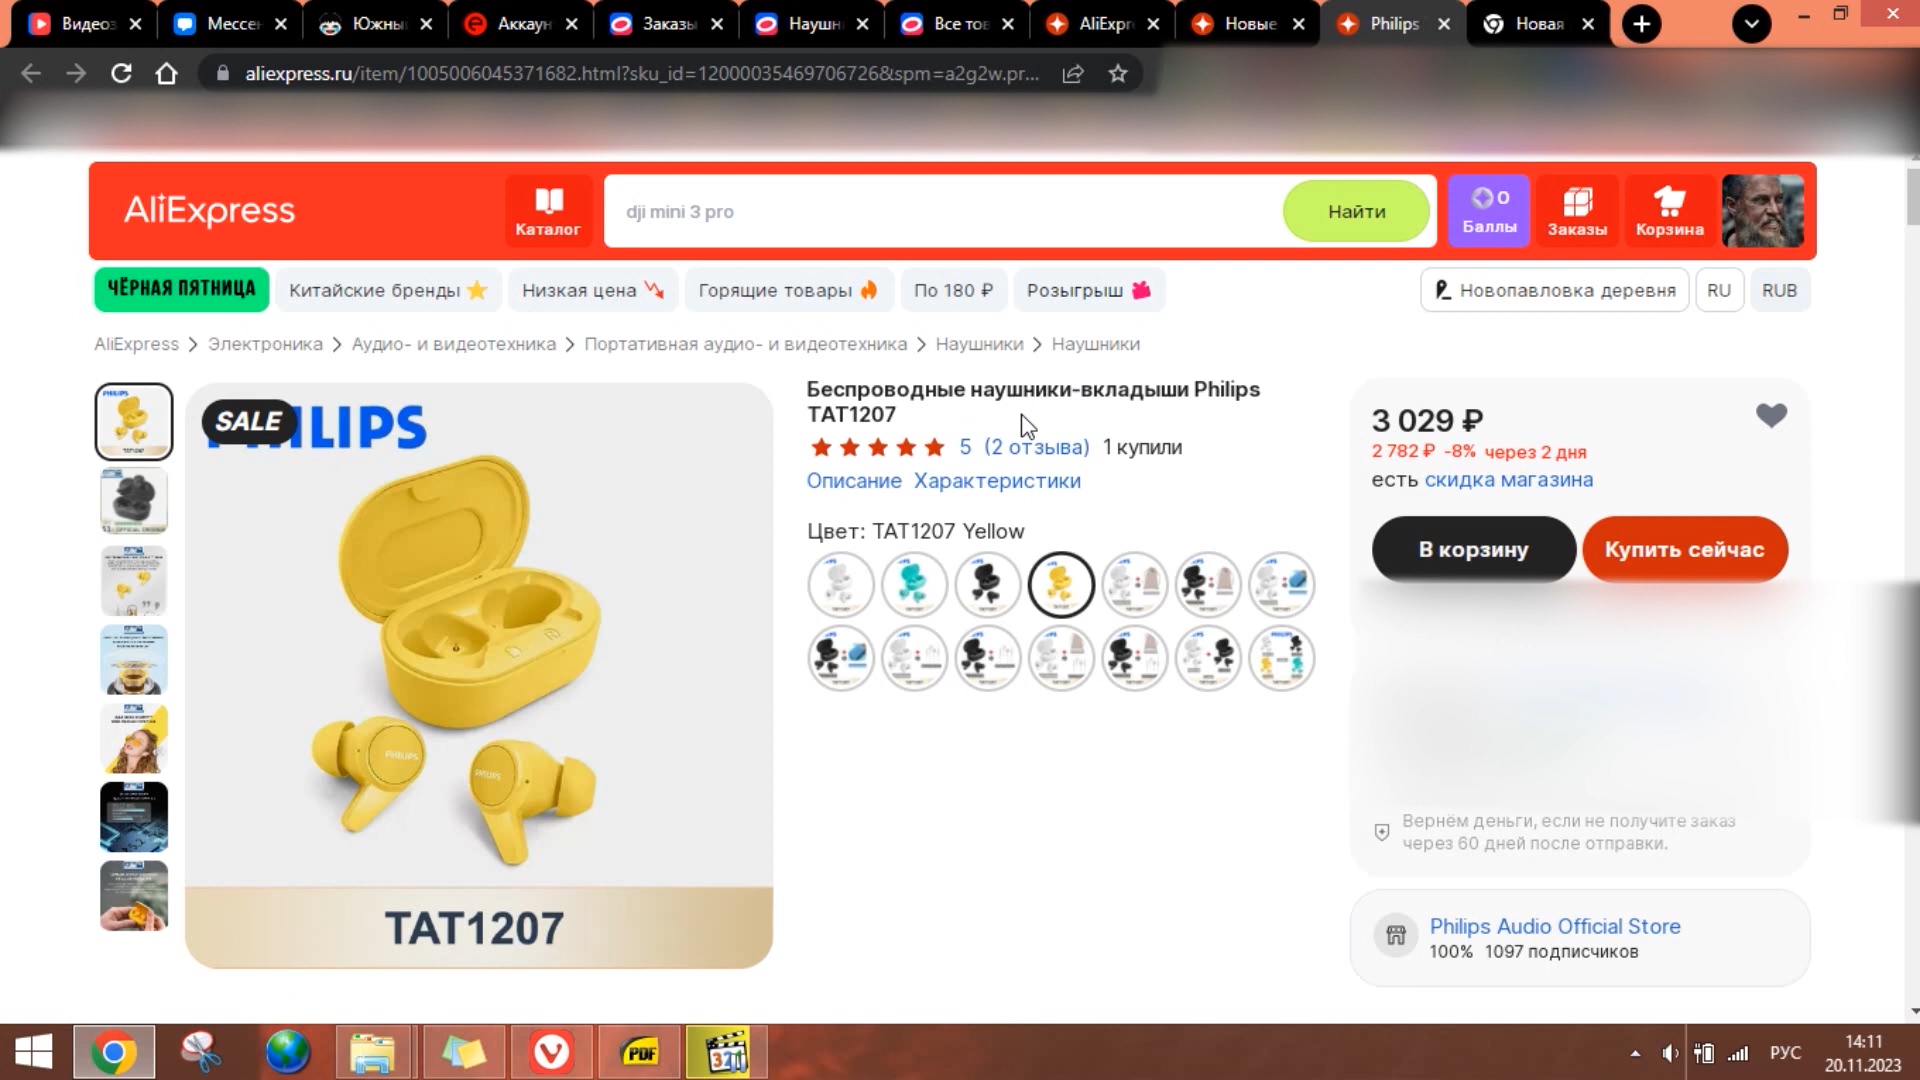 Видеоз
Мессен
Южны
Аккаун
Заказы
Наушн
Все тов
AliExpr
Новые
Philips
Новая
aliexpress.ru/item/1005006045371682.html?sku_id=12000035469706726&spm=a2g2w.pr...
AliExpress
Каталог
dji mini 3 pro
Найти
0
Баллы
Заказы
Корзина
ЧЁРНАЯ ПЯТНИЦА
Китайские бренды
Низкая цена
Горящие товары
По 180 ₽
Розыгрыш
Новопавловка деревня
RU
RUB
AliExpress > Электроника > Аудио- и видеотехника > Портативная аудио- и видеотехника > Наушники > Наушники
SALE
PHILIPS
PHILIPS
PHILIPS
TAT1207
Беспроводные наушники-вкладыши Philips
TAT1207
5 (2 отзыва) 1 купили
Описание Характеристики
Цвет: TAT1207 Yellow
3 029 ₽
2 782 ₽ -8% через 2 дня
есть скидка магазина
В корзину
Купить сейчас
Вернём деньги, если не получите заказ
через 60 дней после отправки.
Philips Audio Official Store
100% 1097 подписчиков
PDF
321
РУС
14:11
20.11.2023